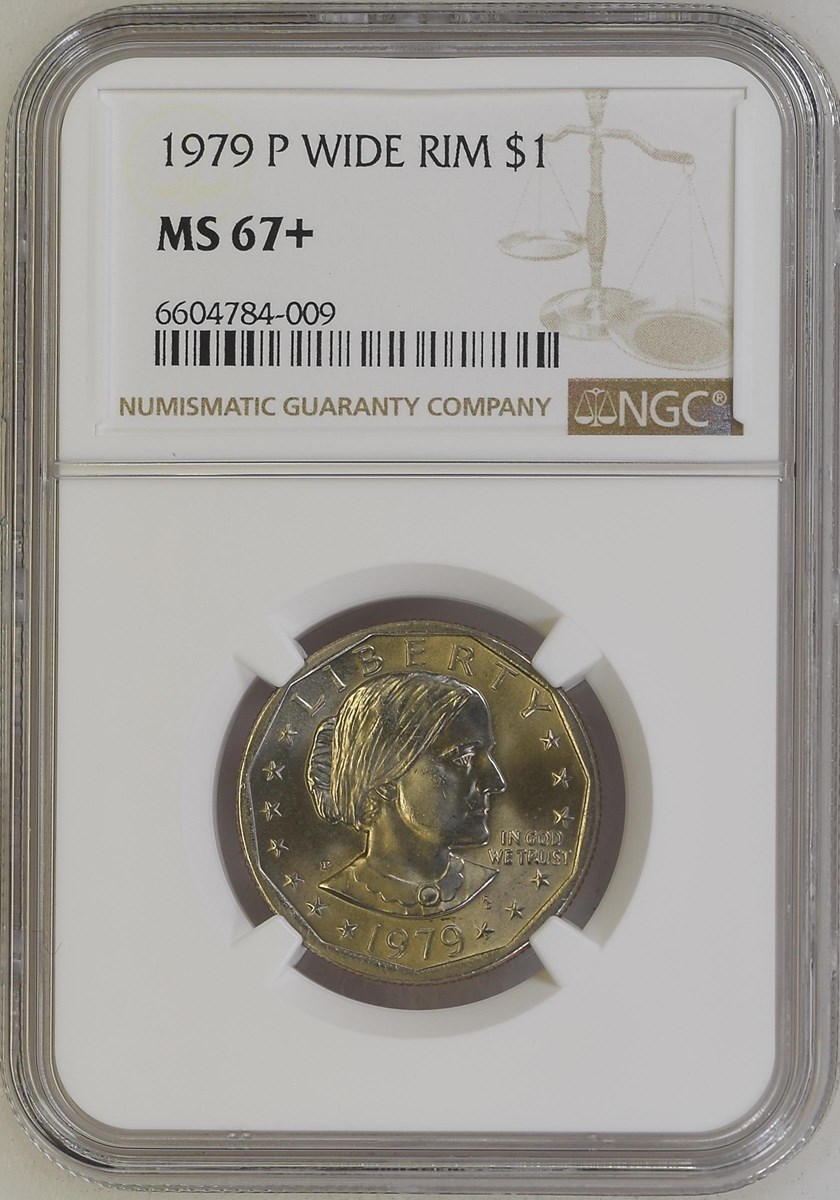 1979 P WIDE RIM $1
MS 67+
6604784-009
NUMISMATIC GUARANTY COMPANY
NGC®
LIBERTY
IN GOD
WE TRUST
P
1979